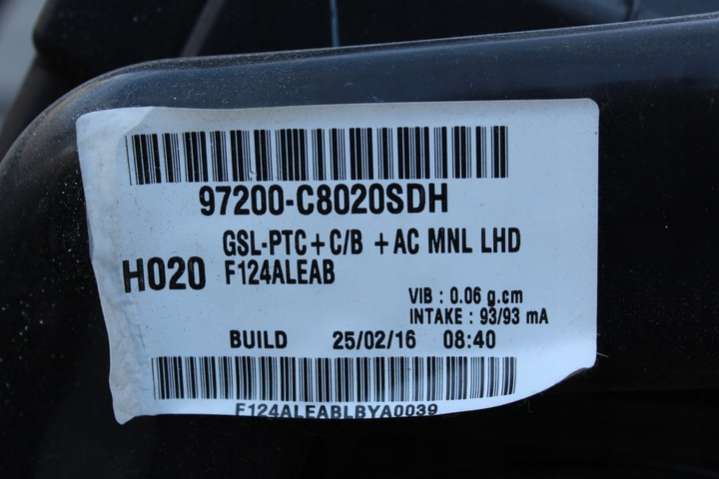 97200-C8020SDH
GSL-PTC+C/B +AC MNL LHD
H020 F124ALEAB
VIB : 0.06 g.cm
INTAKE : 93/93 mA
BUILD 25/02/16 08:40
F124ALEABLBYA0039